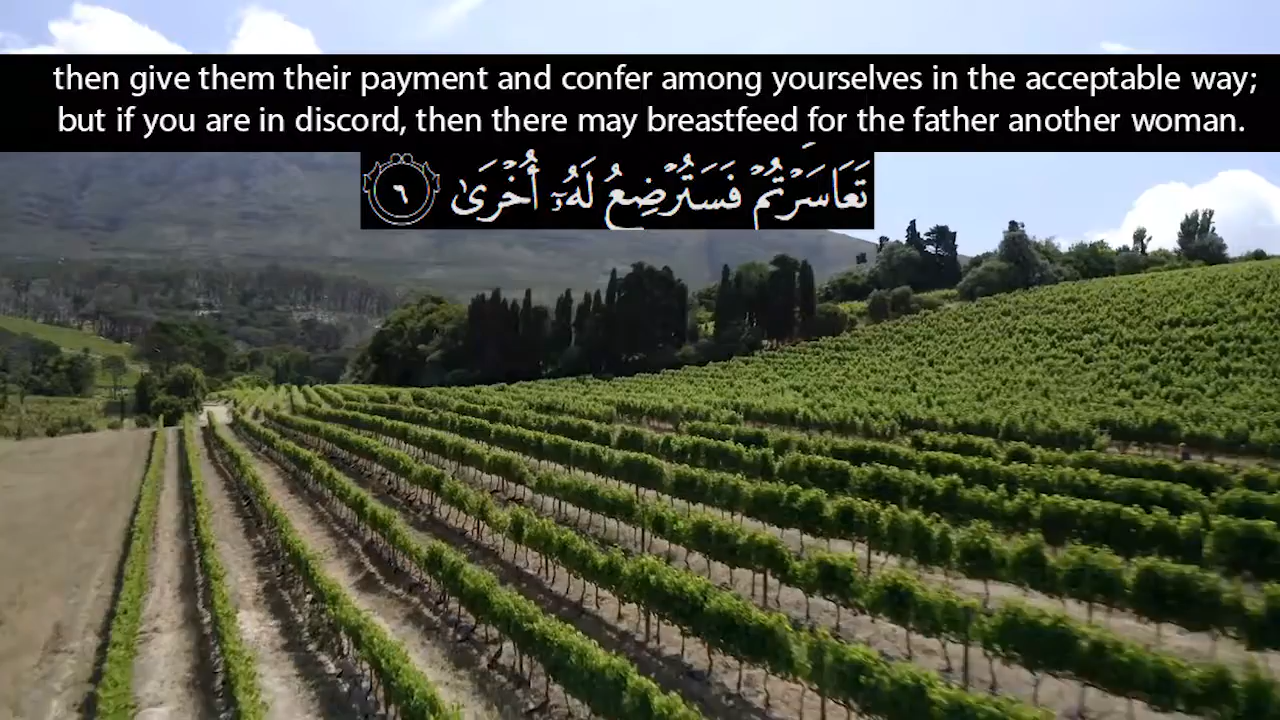 then give them their payment and confer among yourselves in the acceptable way;
but if you are in discord, then there may breastfeed for the father another woman.
تَعَاسَرْتُمْ فَسَتُرْضِعُ لَهُۥٓ أُخْرَىٰ ٦